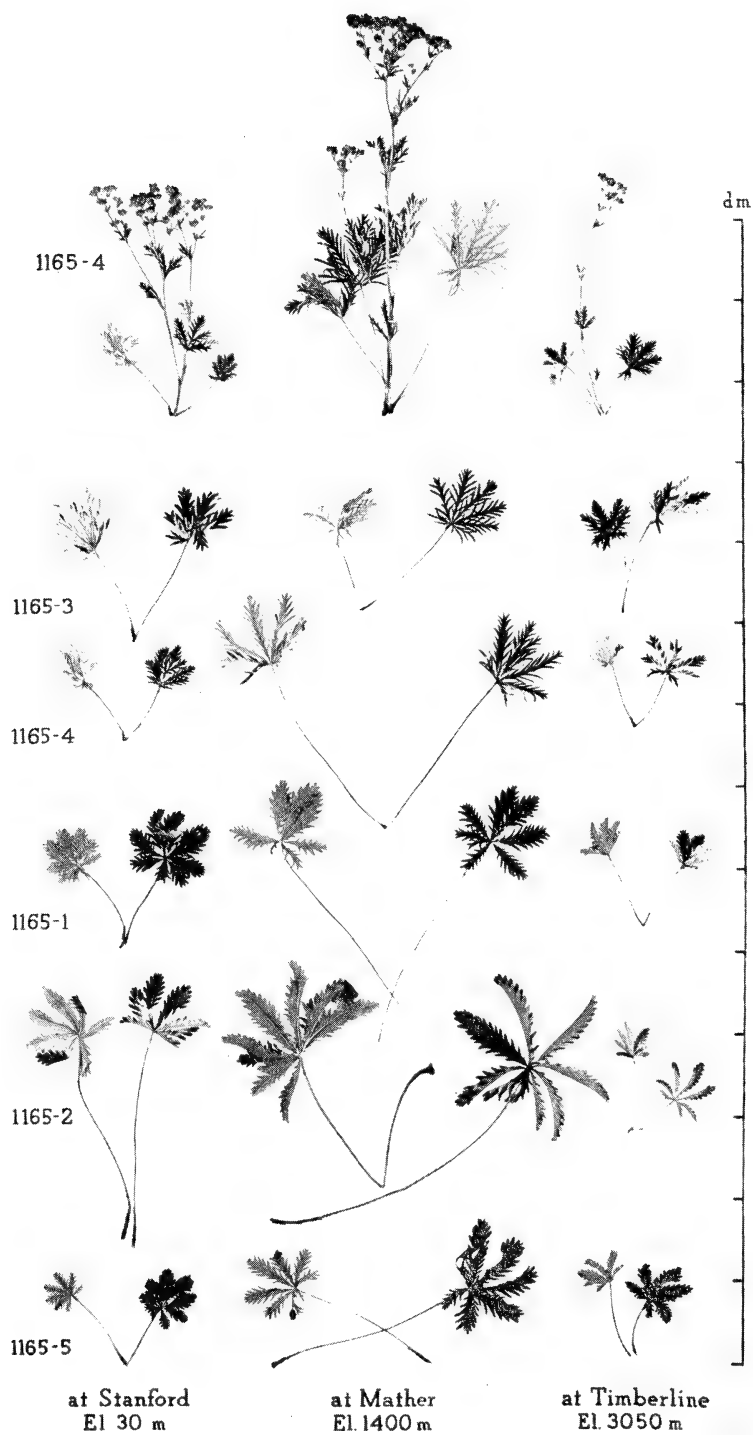 dm
1165-4
1165-3
1165-4
1165-1
1165-2
1165-5
at Stanford
El 30 m
at Mather
El. 1400 m
at Timberline
El. 3050 m